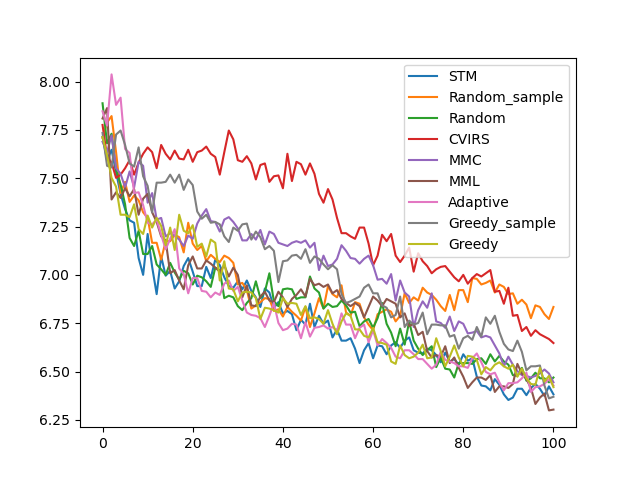 8.00
7.75
7.50
7.25
7.00
6.75
6.50
6.25
0
20
40
60
80
100
STM
Random_sample
Random
CVIRS
MMC
MML
Adaptive
Greedy_sample
Greedy